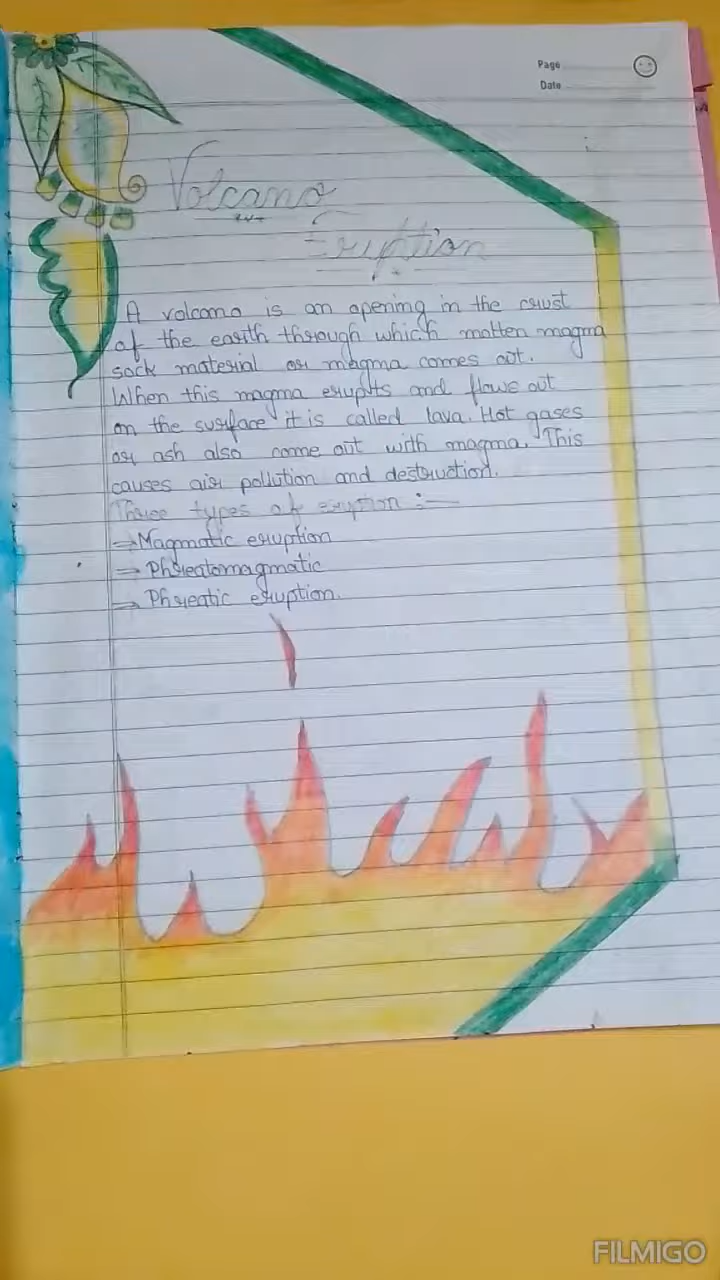 Page
Date
Volcano
Eruption
A volcano is an opening in the crust
of the earth through which molten magma
rock material or magma comes out.
When this magma erupts and flows out
on the surface it is called lava. Hot gases
or ash also come out with magma. This
causes air pollution and destruction.
Three types of eruption :-
→ Magmatic eruption
→ Phreatomagmatic
→ Phreatic eruption.
FILMIGO